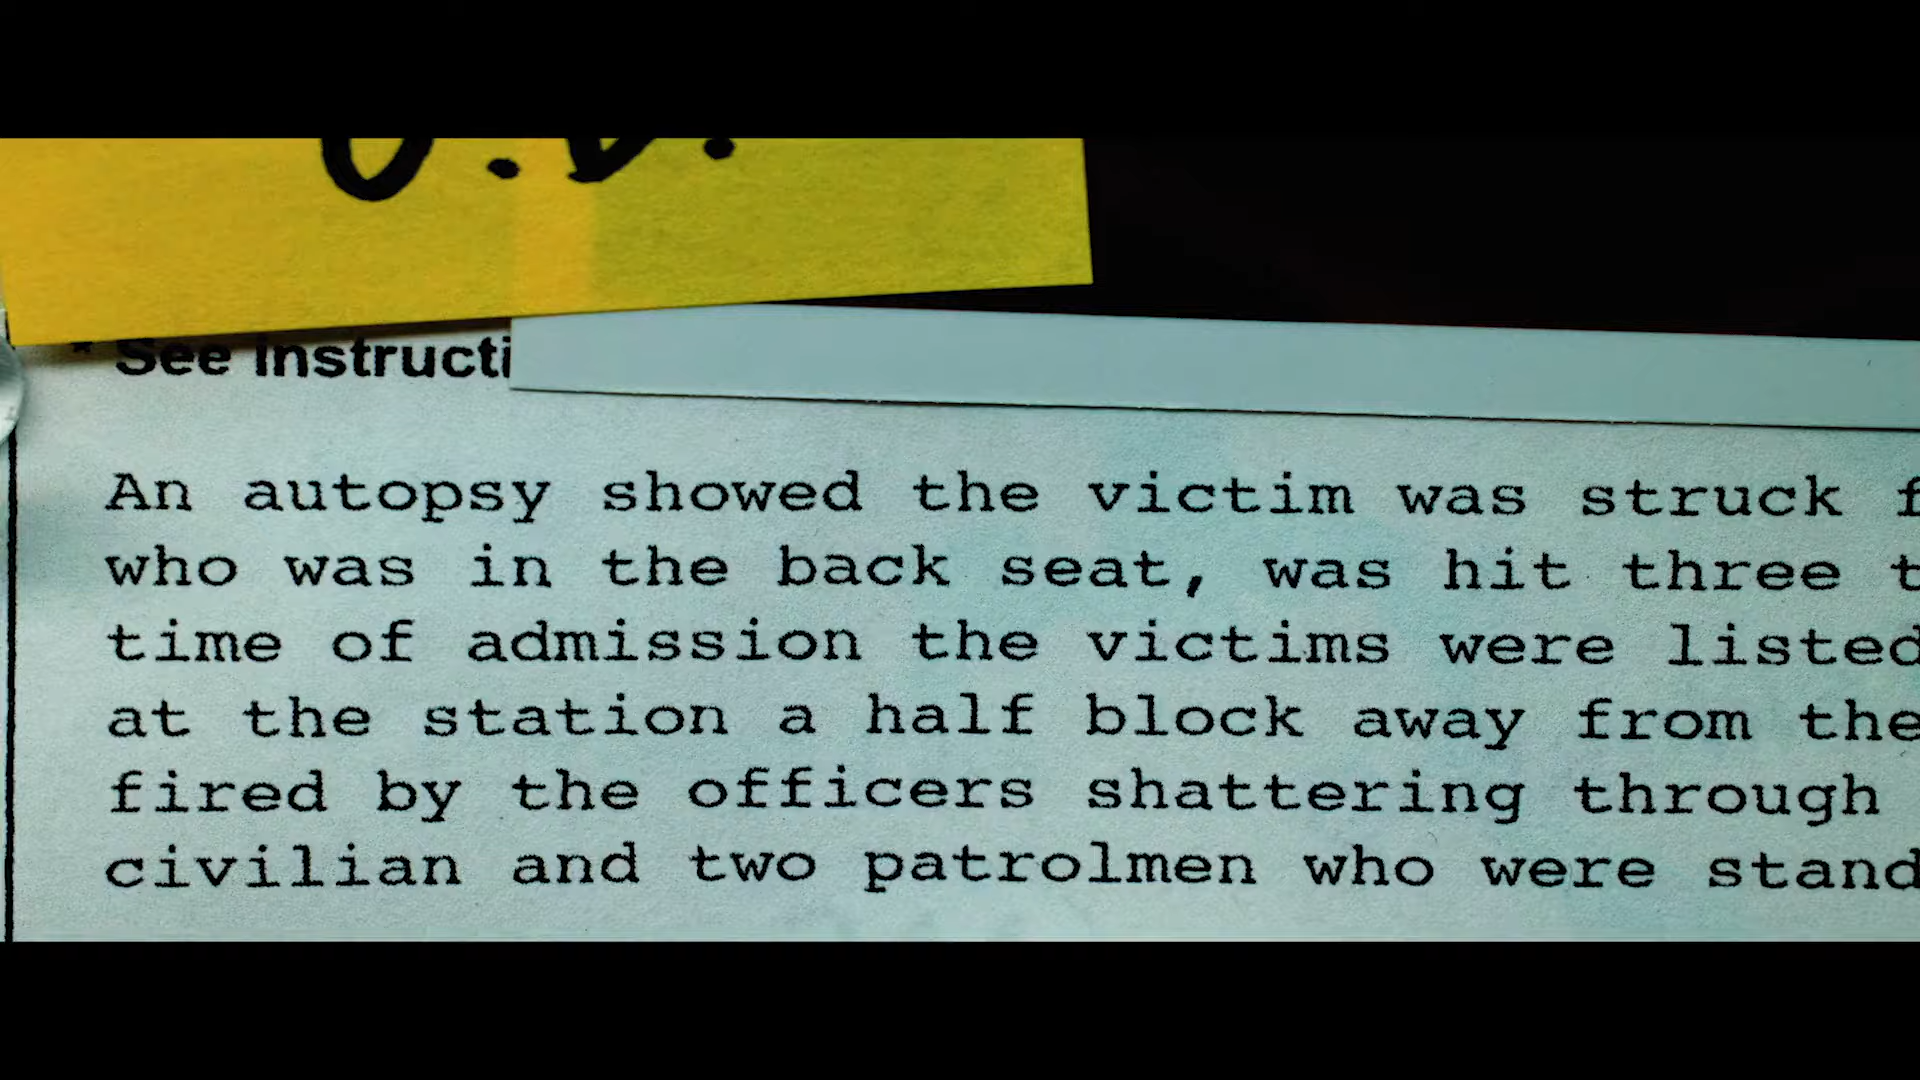 * See instructi
An autopsy showed the victim was struck f
who was in the back seat, was hit three t
time of admission the victims were listed
at the station a half block away from the
fired by the officers shattering through
civilian and two patrolmen who were stand